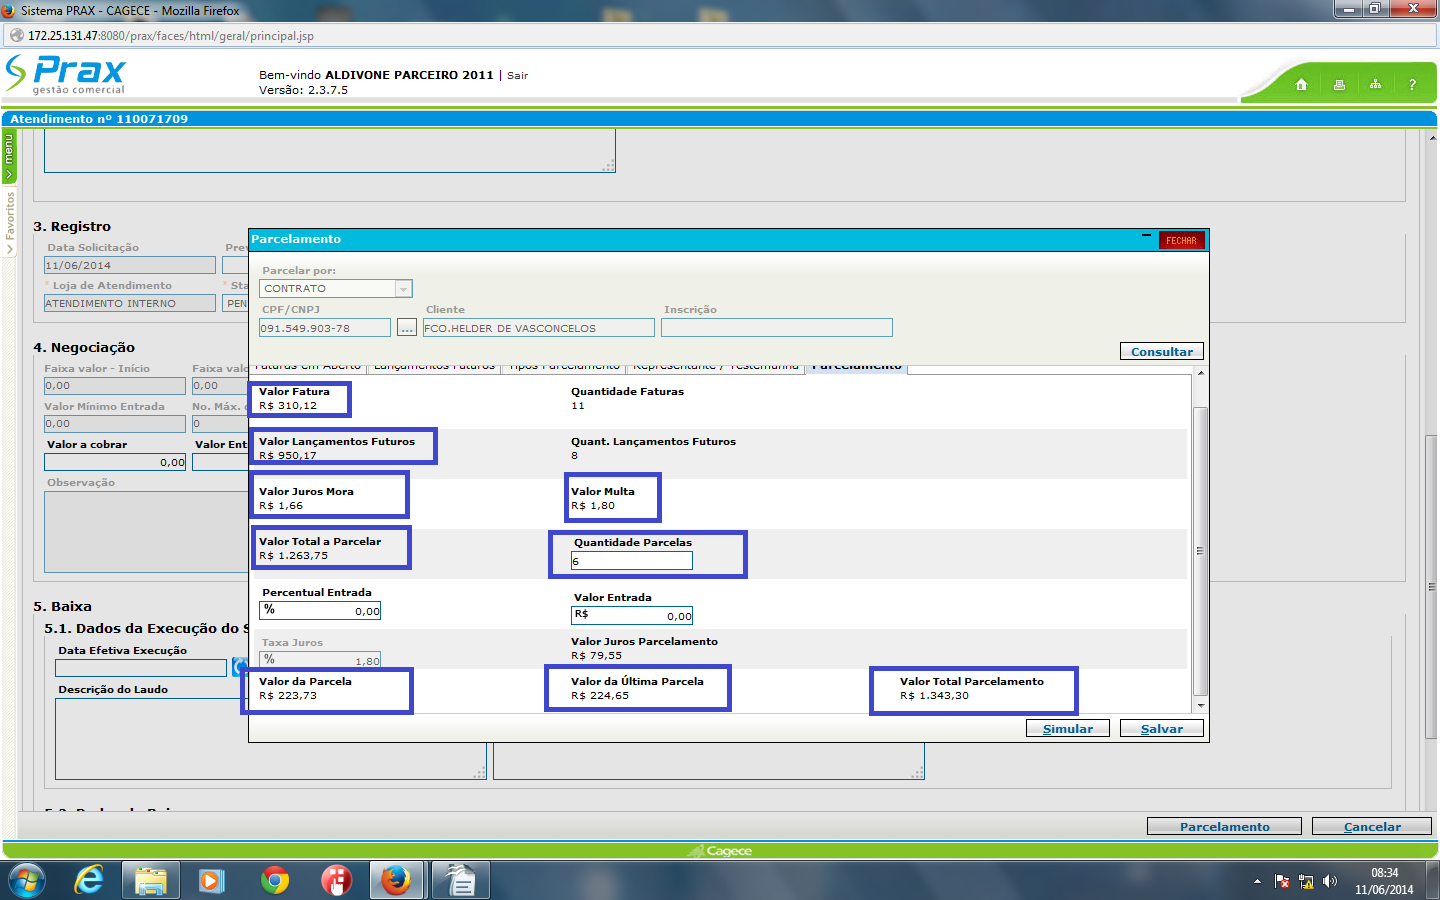 Sistema PRAX - CAGECE - Mozilla Firefox
172.25.131.47:8080/prax/faces/html/geral/principal.jsp
Prax
gestão comercial
Bem-vindo ALDIVONE PARCEIRO 2011 | Sair
Versão: 2.3.7.5
?
Atendimento nº 110071709
menu
Favoritos
3. Registro
Data Solicitação
11/06/2014
* Loja de Atendimento * Sta
ATENDIMENTO INTERNO PEN
4. Negociação
Faixa valor - Início Faixa valo
0,00 0,00
Valor Mínimo Entrada No. Máx.
0,00 0
Valor a cobrar Valor Ent
0,00
Observação
5. Baixa
5.1. Dados da Execução do S
Data Efetiva Execução
Descrição do Laudo
Parcelamento
FECHAR
Parcelar por:
CONTRATO
CPF/CNPJ Cliente Inscrição
091.549.903-78 ... FCO.HELDER DE VASCONCELOS
Consultar
Faturas em Aberto Lançamentos Futuros Tipos Parcelamento Representante / Testemunha Parcelamento
Valor Fatura Quantidade Faturas
R$ 310,12 11
Valor Lançamentos Futuros Quant. Lançamentos Futuros
R$ 950,17 8
Valor Juros Mora Valor Multa
R$ 1,66 R$ 1,80
Valor Total a Parcelar Quantidade Parcelas
R$ 1.263,75 6
Percentual Entrada Valor Entrada
% 0,00 R$ 0,00
Taxa Juros Valor Juros Parcelamento
% 1,80 R$ 79,55
Valor da Parcela Valor da Última Parcela Valor Total Parcelamento
R$ 223,73 R$ 224,65 R$ 1.343,30
Simular Salvar
Parcelamento Cancelar
Cagece
08:34
11/06/2014